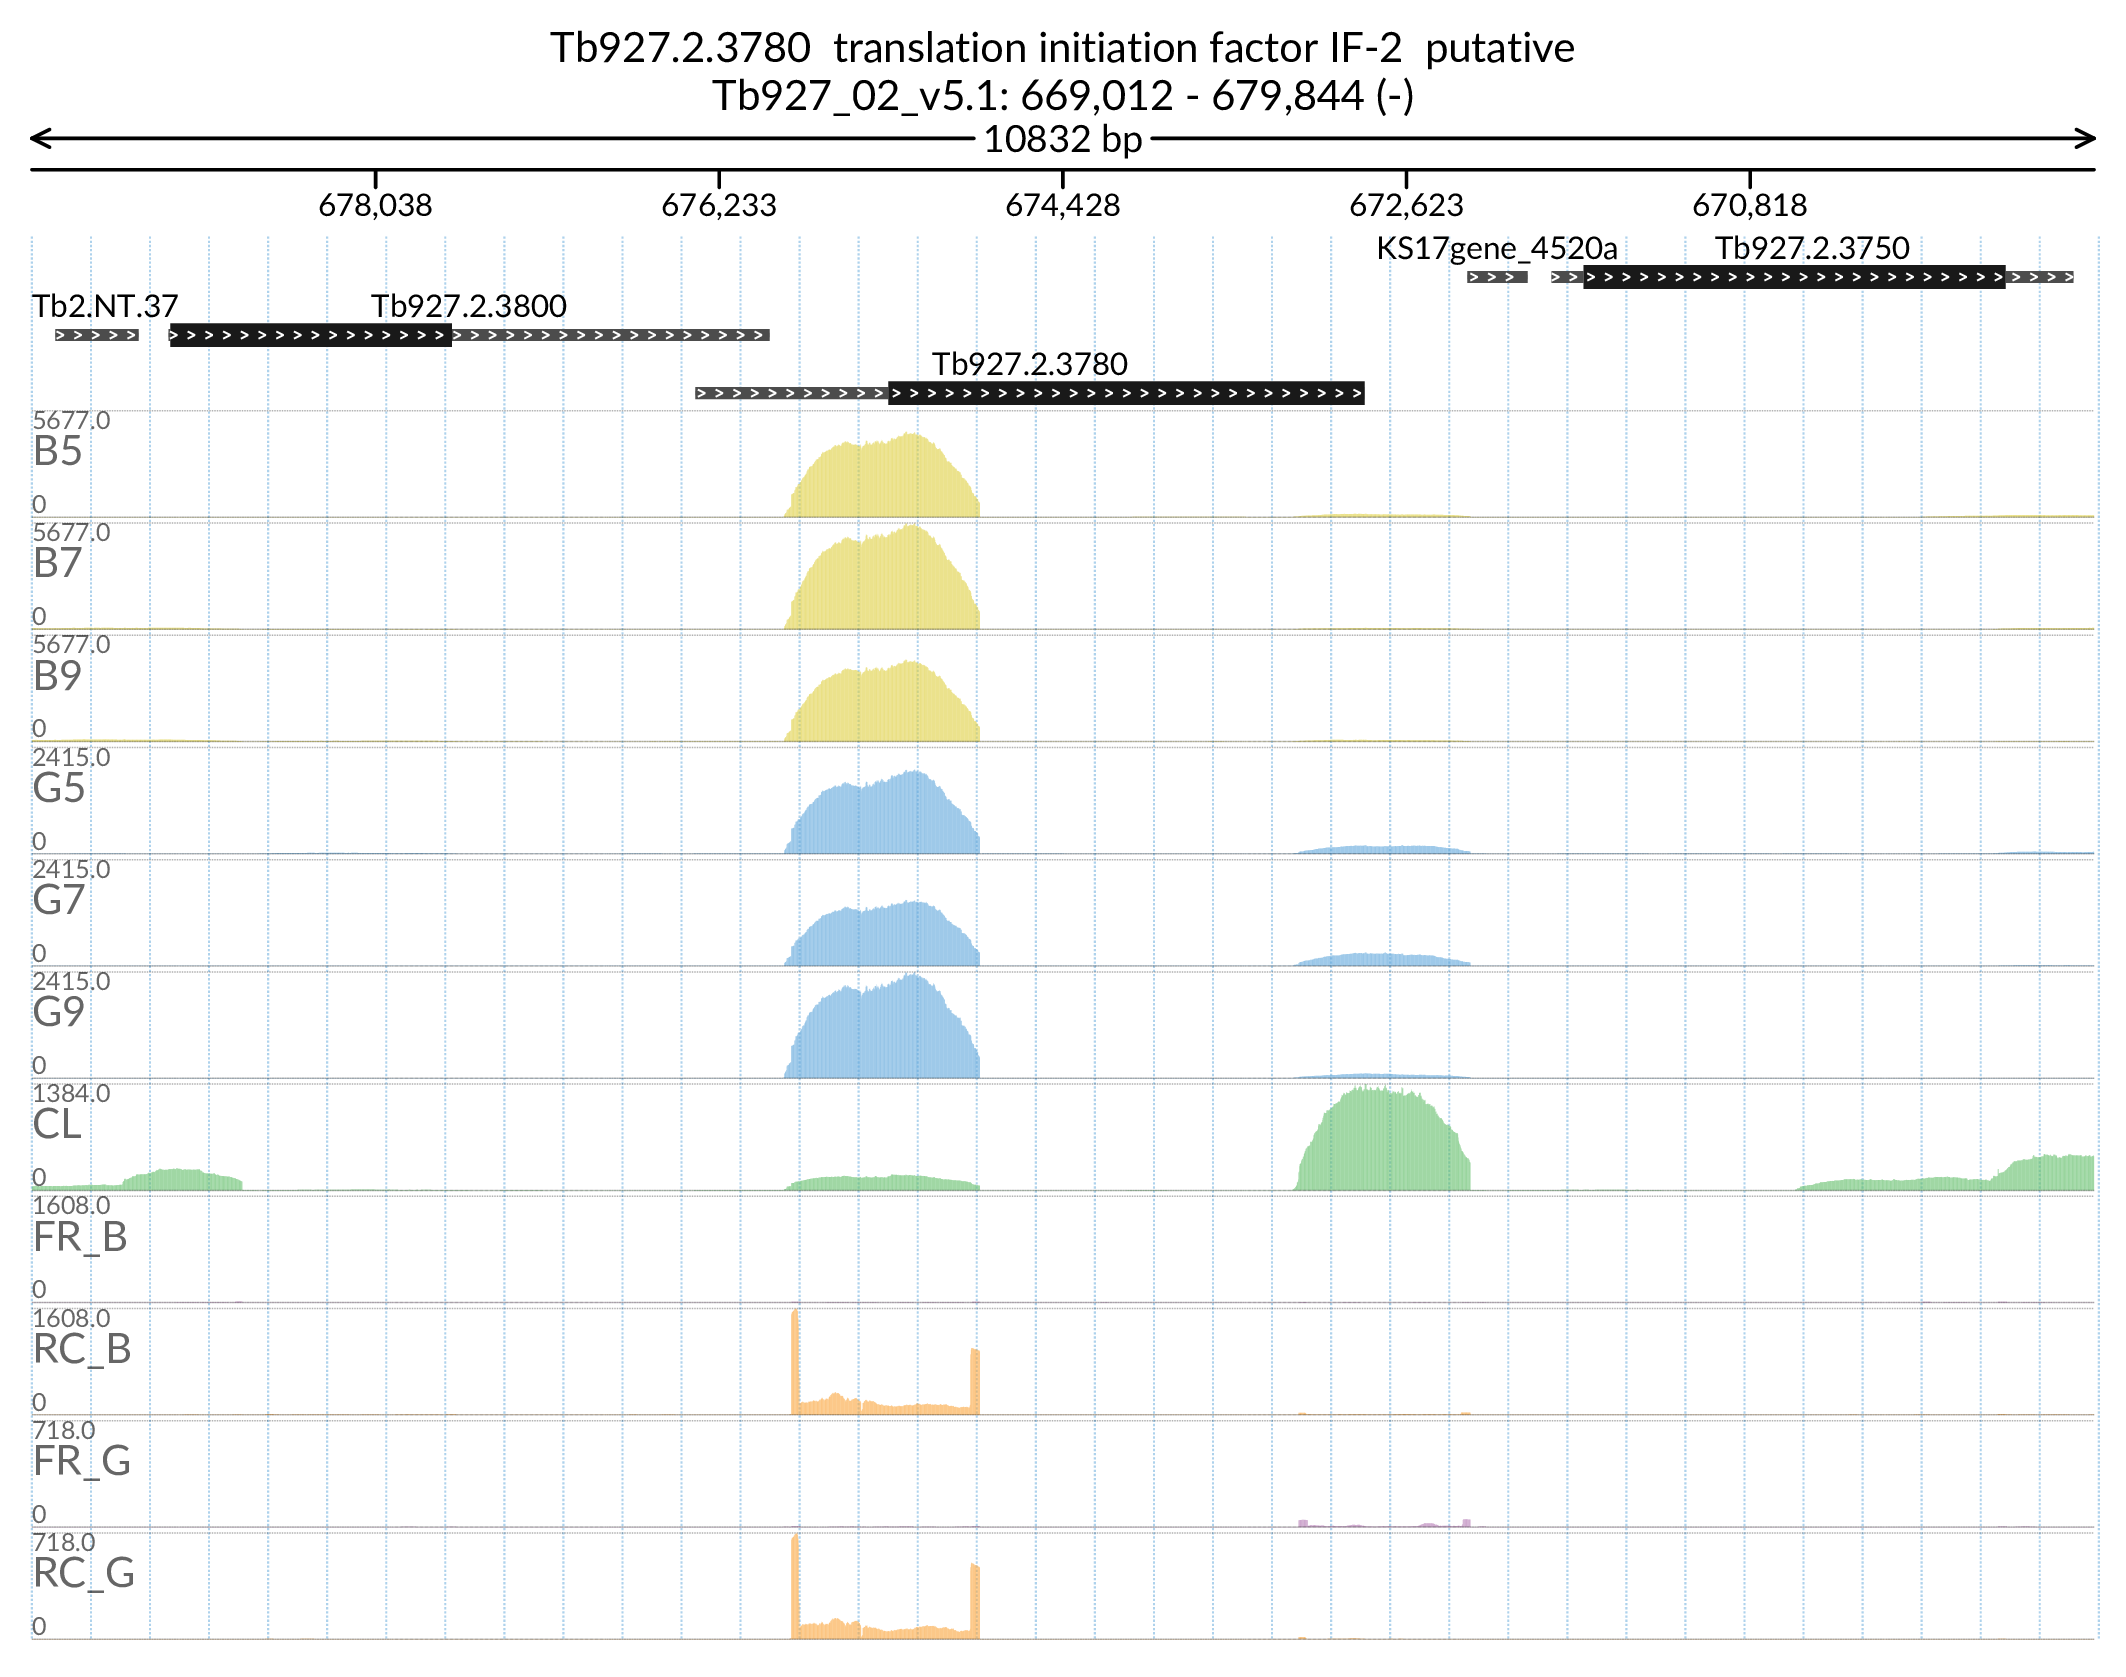 Tb927.2.3780  translation initiation factor IF-2  putative
Tb927_02_v5.1: 669,012 - 679,844 (-)
10832 bp
678,038 676,233 674,428 672,623 670,818
KS17gene_4520a Tb927.2.3750
Tb2.NT.37 Tb927.2.3800
Tb927.2.3780
5677.0
B5
0
5677.0
B7
0
5677.0
B9
0
2415.0
G5
0
2415.0
G7
0
2415.0
G9
0
1384.0
CL
0
1608.0
FR_B
0
1608.0
RC_B
0
718.0
FR_G
0
718.0
RC_G
0